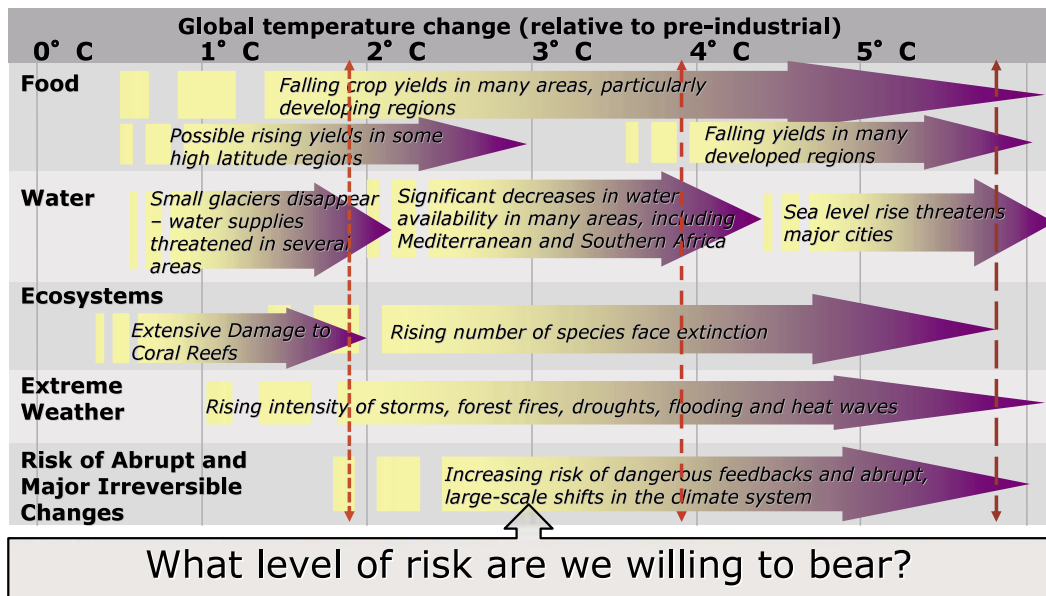 Global temperature change (relative to pre-industrial)
0° C 1° C 2° C 3° C 4° C 5° C
Food
Falling crop yields in many areas, particularly
developing regions
Possible rising yields in some
high latitude regions
Falling yields in many
developed regions
Water
Small glaciers disappear
– water supplies
threatened in several
areas
Significant decreases in water
availability in many areas, including
Mediterranean and Southern Africa
Sea level rise threatens
major cities
Ecosystems
Extensive Damage to
Coral Reefs
Rising number of species face extinction
Extreme
Weather
Rising intensity of storms, forest fires, droughts, flooding and heat waves
Risk of Abrupt and
Major Irreversible
Changes
Increasing risk of dangerous feedbacks and abrupt,
large-scale shifts in the climate system
What level of risk are we willing to bear?